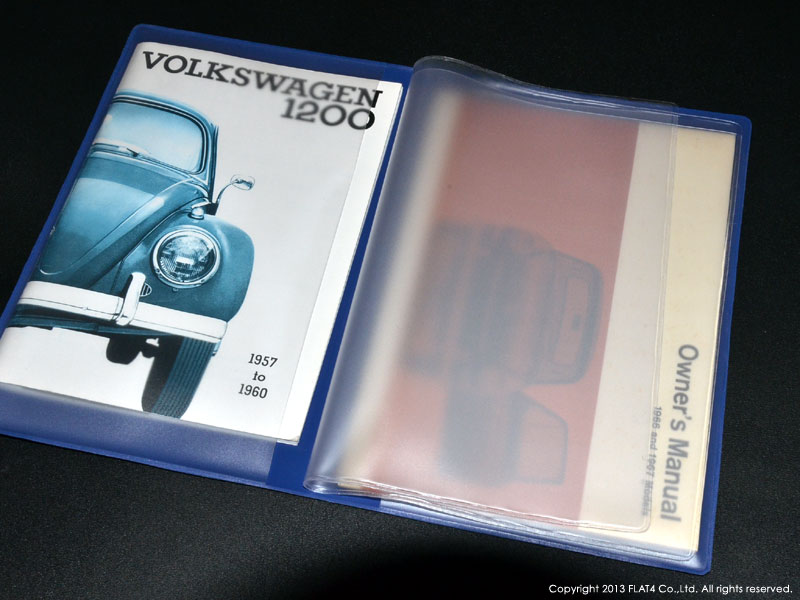 VOLKSWAGEN
1200
1957
to
1960
Owner's Manual
1966 and 1967 Models
Copyright 2013 FLAT4 Co.,Ltd. All rights reserved.